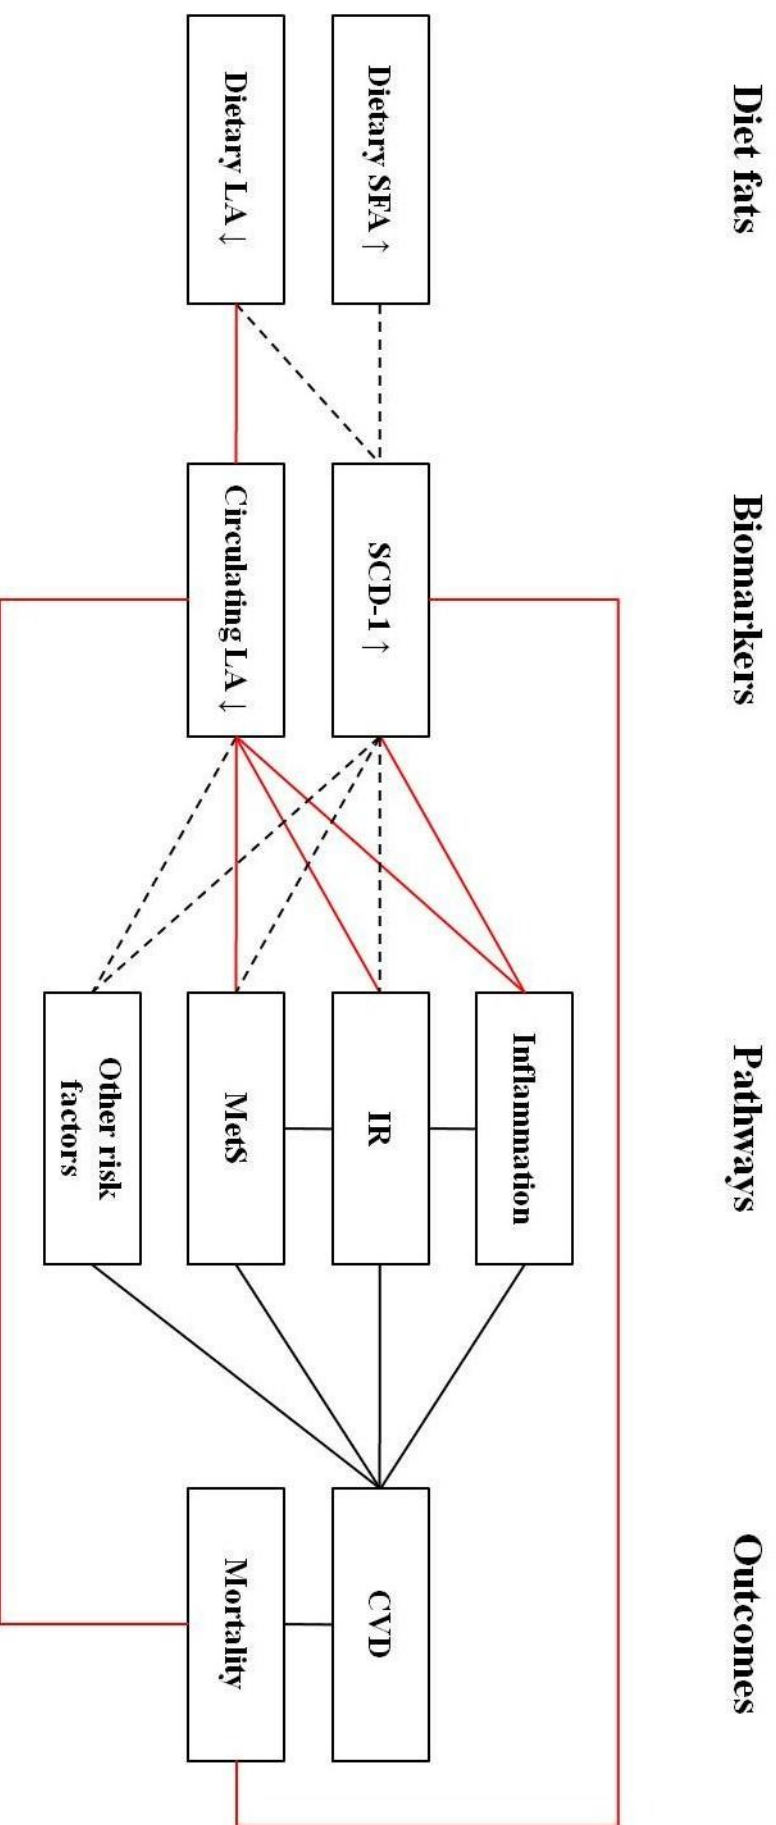 Diet fats
Biomarkers
Pathways
Outcomes
Dietary SFA ↑
Dietary LA ↓
SCD-1 ↑
Circulating LA ↓
Inflammation
IR
MetS
Other risk
factors
CVD
Mortality